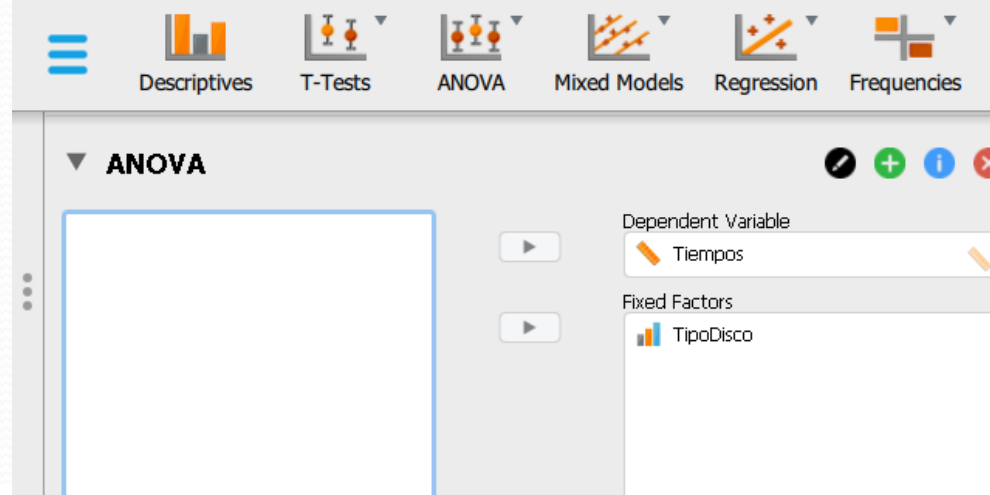 Descriptives T-Tests ANOVA Mixed Models Regression Frequencies
ANOVA
Dependent Variable
Tiempos
Fixed Factors
TipoDisco